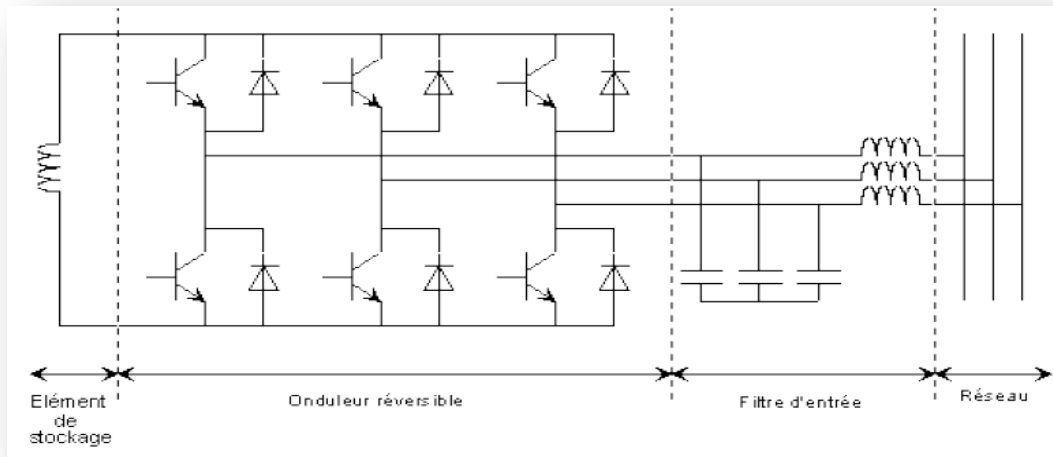 Elément
de
stockage
Onduleur réversible
Filtre d'entrée
Réseau